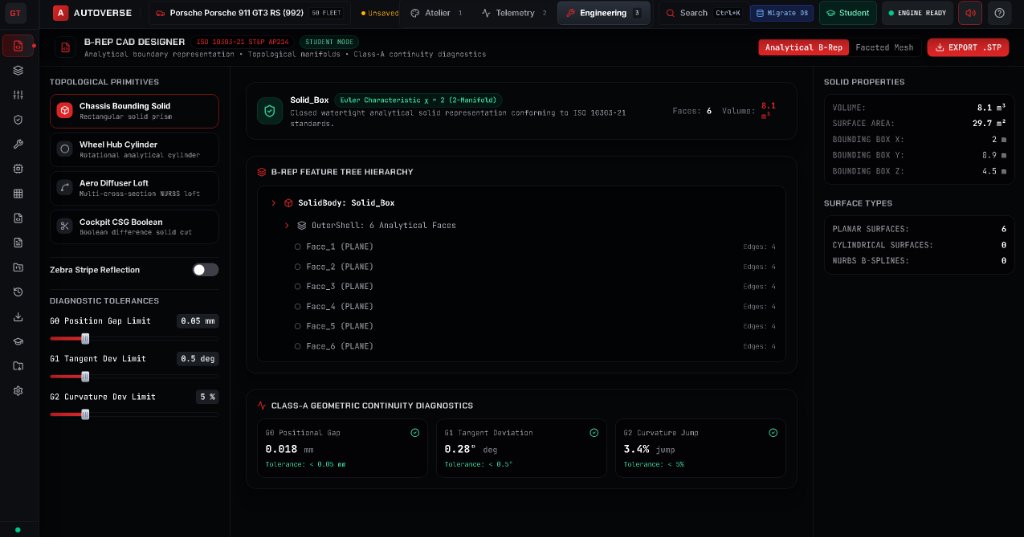 GT
A AUTOVERSE
Porsche Porsche 911 GT3 RS (992)
50 FLEET
Unsaved
Atelier 1
Telemetry 2
Engineering 3
Search Ctrl+K
Migrate DB
Student
ENGINE READY
B-REP CAD DESIGNER
ISO 10303-21 STEP AP224
STUDENT MODE
Analytical boundary representation • Topological manifolds • Class-A continuity diagnostics
Analytical B-Rep
Faceted Mesh
EXPORT .STP
TOPOLOGICAL PRIMITIVES
Chassis Bounding Solid
Rectangular solid prism
Wheel Hub Cylinder
Rotational analytical cylinder
Aero Diffuser Loft
Multi-cross-section NURBS loft
Cockpit CSG Boolean
Boolean difference solid cut
Zebra Stripe Reflection
DIAGNOSTIC TOLERANCES
G0 Position Gap Limit 0.05 mm
G1 Tangent Dev Limit 0.5 deg
G2 Curvature Dev Limit 5 %
Solid_Box
Euler Characteristic χ = 2 (2-Manifold)
Closed watertight analytical solid representation conforming to ISO 10303-21
standards.
Faces: 6
Volume: 8.1
m³
B-REP FEATURE TREE HIERARCHY
SolidBody: Solid_Box
OuterShell: 6 Analytical Faces
Face_1 (PLANE) Edges: 4
Face_2 (PLANE) Edges: 4
Face_3 (PLANE) Edges: 4
Face_4 (PLANE) Edges: 4
Face_5 (PLANE) Edges: 4
Face_6 (PLANE) Edges: 4
CLASS-A GEOMETRIC CONTINUITY DIAGNOSTICS
G0 Positional Gap
0.018 mm
Tolerance: < 0.05 mm
G1 Tangent Deviation
0.28° deg
Tolerance: < 0.5°
G2 Curvature Jump
3.4% jump
Tolerance: < 5%
SOLID PROPERTIES
VOLUME: 8.1 m³
SURFACE AREA: 29.7 m²
BOUNDING BOX X: 2 m
BOUNDING BOX Y: 0.9 m
BOUNDING BOX Z: 4.5 m
SURFACE TYPES
PLANAR SURFACES: 6
CYLINDRICAL SURFACES: 0
NURBS B-SPLINES: 0